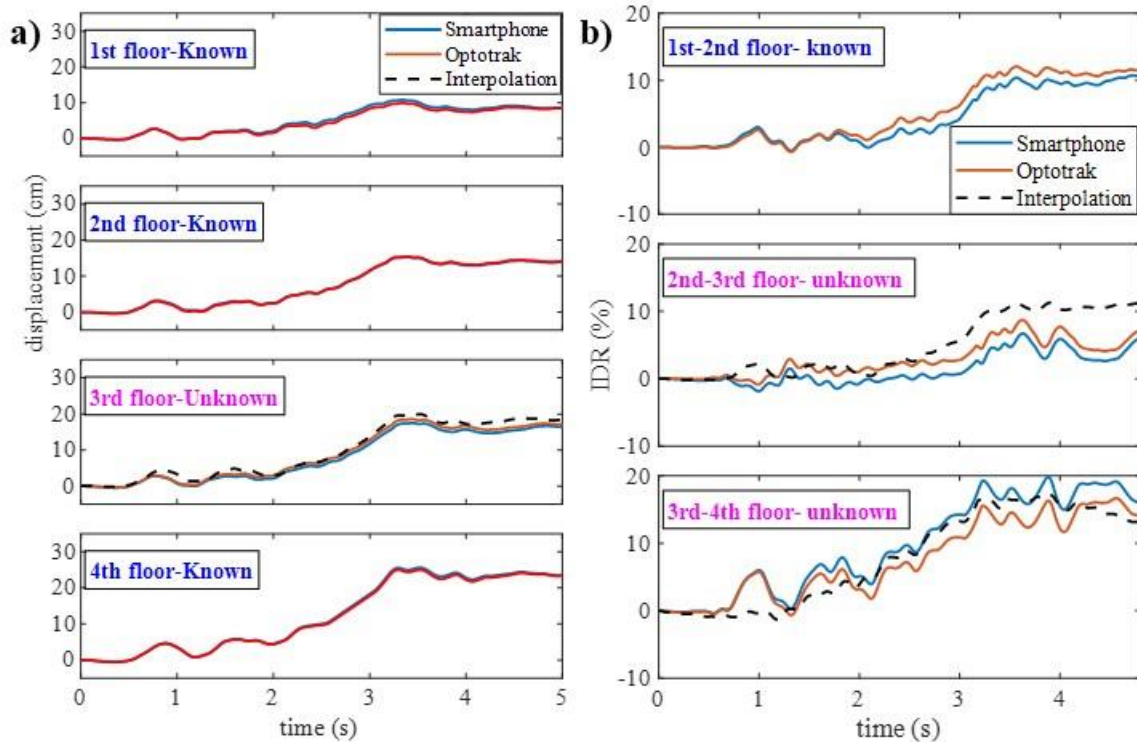 a)
1st floor-Known
Smartphone
Optotrak
Interpolation
30
20
10
0
2nd floor-Known
30
20
10
0
3rd floor-Unknown
30
20
10
0
4th floor-Known
30
20
10
0
0 1 2 3 4 5
time (s)
displacement (cm)
b)
1st-2nd floor- known
Smartphone
Optotrak
Interpolation
20
10
0
-10
2nd-3rd floor- unknown
20
10
0
-10
3rd-4th floor- unknown
20
10
0
-10
0 1 2 3 4
time (s)
IDR (%)